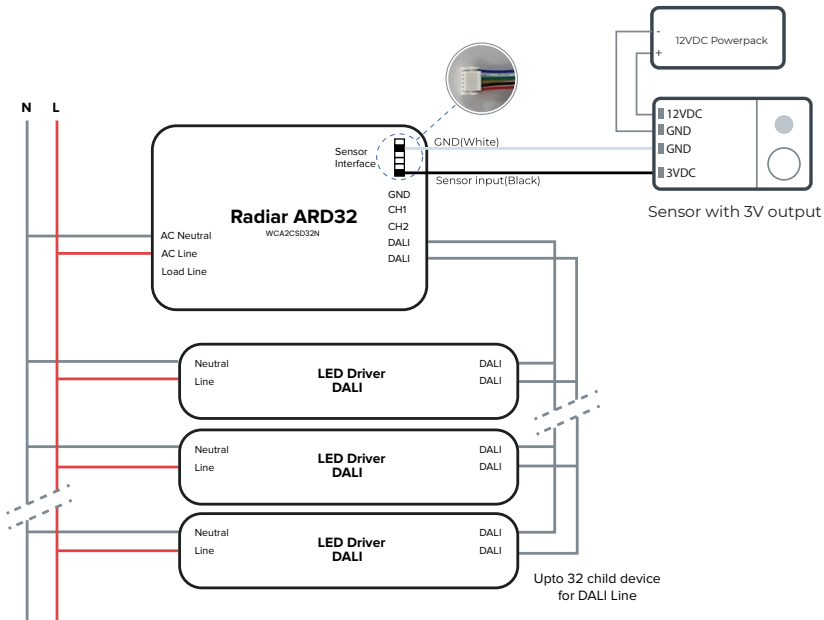 -
12VDC Powerpack
+
N L
12VDC
GND
GND
3VDC
GND(White)
Sensor input(Black)
Sensor with 3V output
Sensor
Interface
GND
CH1
CH2
DALI
DALI
Radiar ARD32
WCA2CSD32N
AC Neutral
AC Line
Load Line
Neutral
Line
LED Driver
DALI
DALI
DALI
Neutral
Line
LED Driver
DALI
DALI
DALI
Neutral
Line
LED Driver
DALI
DALI
DALI
Upto 32 child device
for DALI Line